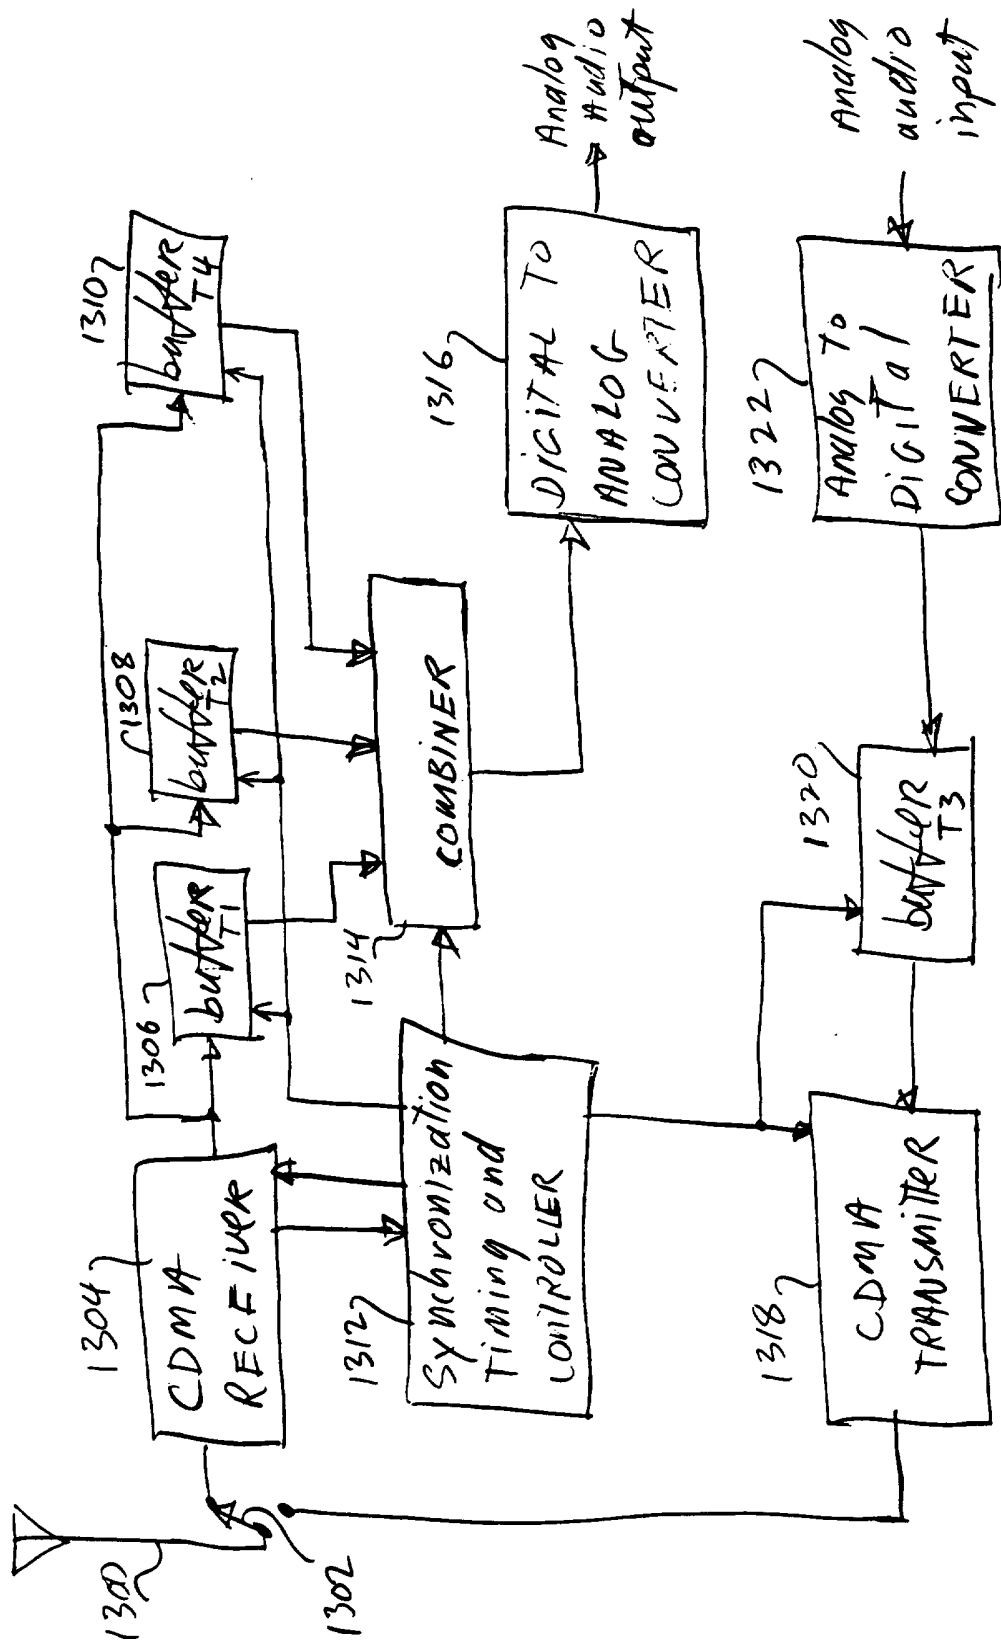 1300
1302
1304
CDMA
RECEIVER
1306
buffer
T1
1308
buffer
T2
1310
buffer
T4
1312
Synchronization
Timing and
CONTROLLER
1314
COMBINER
1316
DIGITAL TO
ANALOG
CONVERTER
Analog
Audio
output
1318
CDMA
TRANSMITTER
1320
buffer
T3
1322
Analog To
DIGITal
CONVERTER
Analog
audio
input